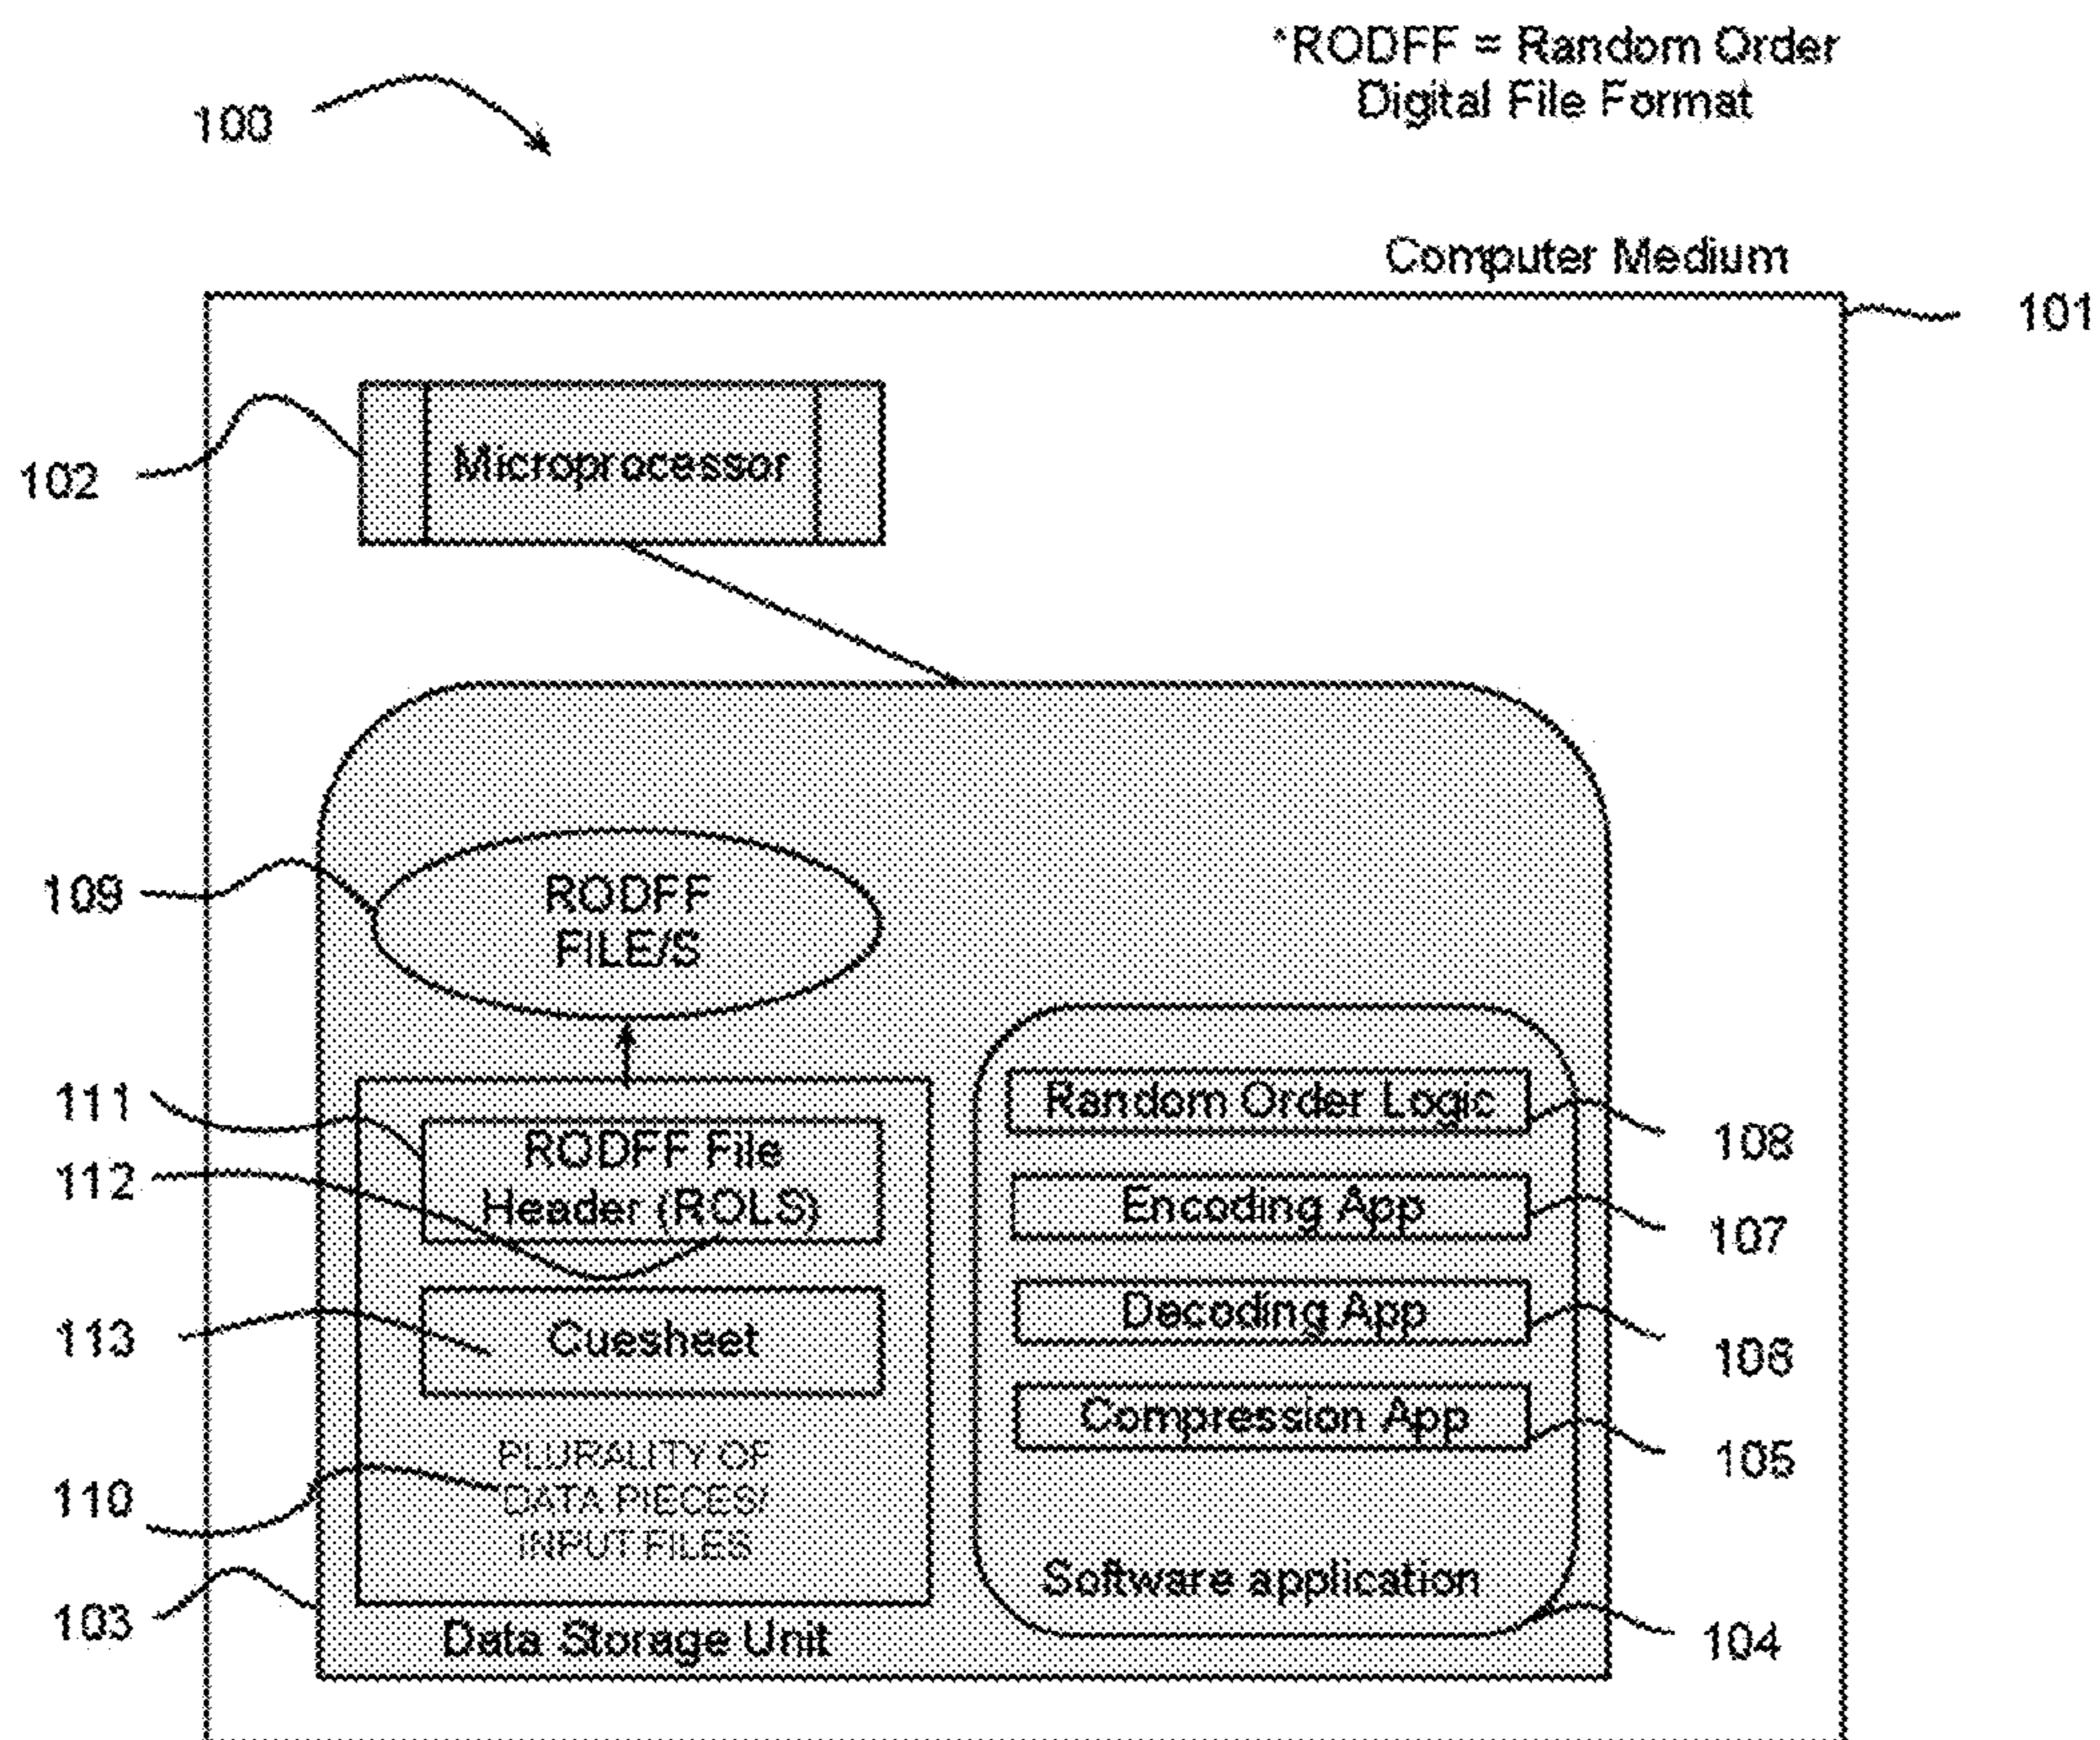 *RODFF = Random Order
Digital File Format
100
Computer Medium
101
Microprocessor
102
109
RODFF
FILE/S
111
RODFF File
Header (ROLS)
112
Cuesheet
113
PLURALITY OF
DATA PIECES/
INPUT FILES
110
103
Data Storage Unit
Random Order Logic
108
Encoding App
107
Decoding App
106
Compression App
105
Software application
104